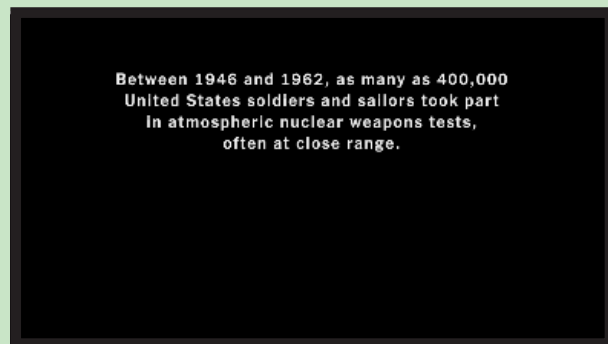 Between 1946 and 1962, as many as 400,000
United States soldiers and sailors took part
in atmospheric nuclear weapons tests,
often at close range.